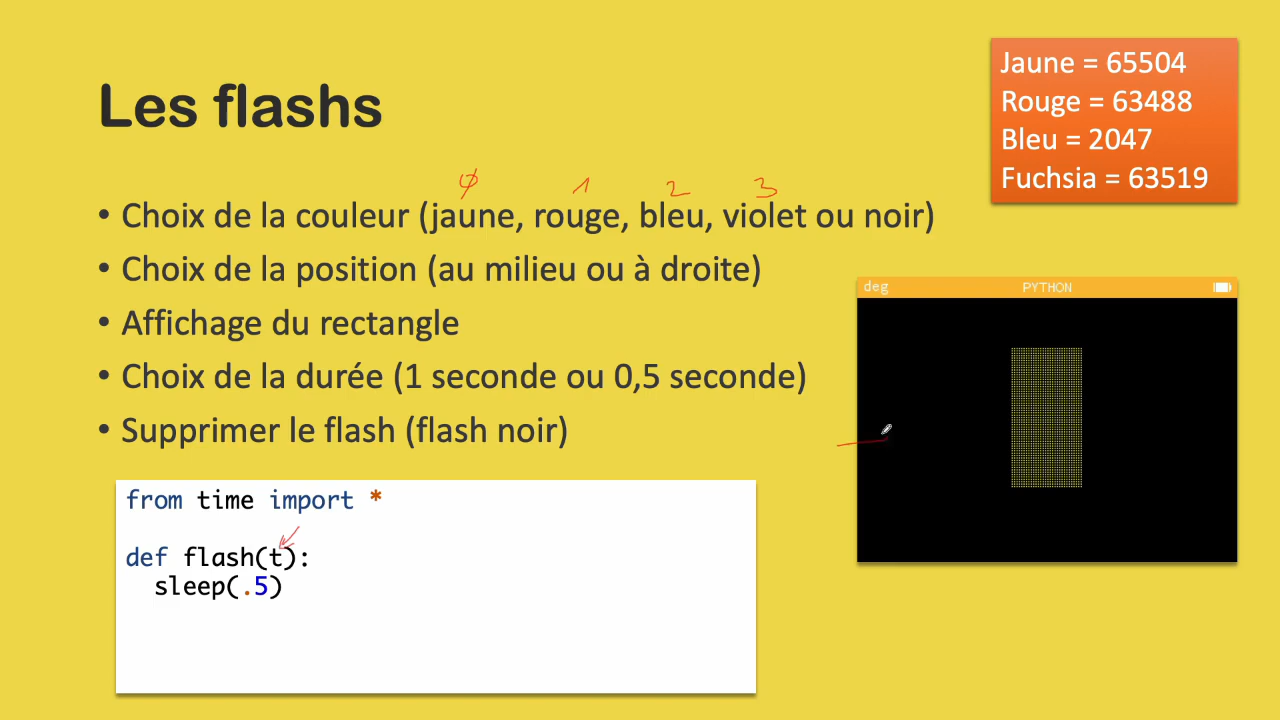 Les flashs
Jaune = 65504
Rouge = 63488
Bleu = 2047
Fuchsia = 63519
0 1 2 3
• Choix de la couleur (jaune, rouge, bleu, violet ou noir)
• Choix de la position (au milieu ou à droite)
• Affichage du rectangle
• Choix de la durée (1 seconde ou 0,5 seconde)
• Supprimer le flash (flash noir)
deg PYTHON
from time import *
def flash(t):
sleep(.5)